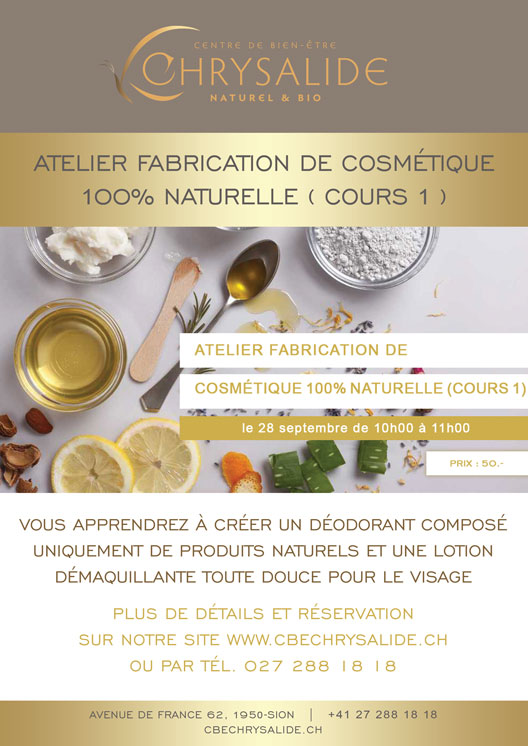 CENTRE DE BIEN-ÊTRE
CHRYSALIDE
NATUREL & BIO
ATELIER FABRICATION DE COSMÉTIQUE
100% NATURELLE ( COURS 1 )
ATELIER FABRICATION DE
COSMÉTIQUE 100% NATURELLE (COURS 1)
le 28 septembre de 10h00 à 11h00
PRIX : 50.-
VOUS APPRENDREZ À CRÉER UN DÉODORANT COMPOSÉ
UNIQUEMENT DE PRODUITS NATURELS ET UNE LOTION
DÉMAQUILLANTE TOUTE DOUCE POUR LE VISAGE
PLUS DE DÉTAILS ET RÉSERVATION
SUR NOTRE SITE WWW.CBECHRYSALIDE.CH
OU PAR TÉL. 027 288 18 18
AVENUE DE FRANCE 62, 1950-SION | +41 27 288 18 18
CBECHRYSALIDE.CH